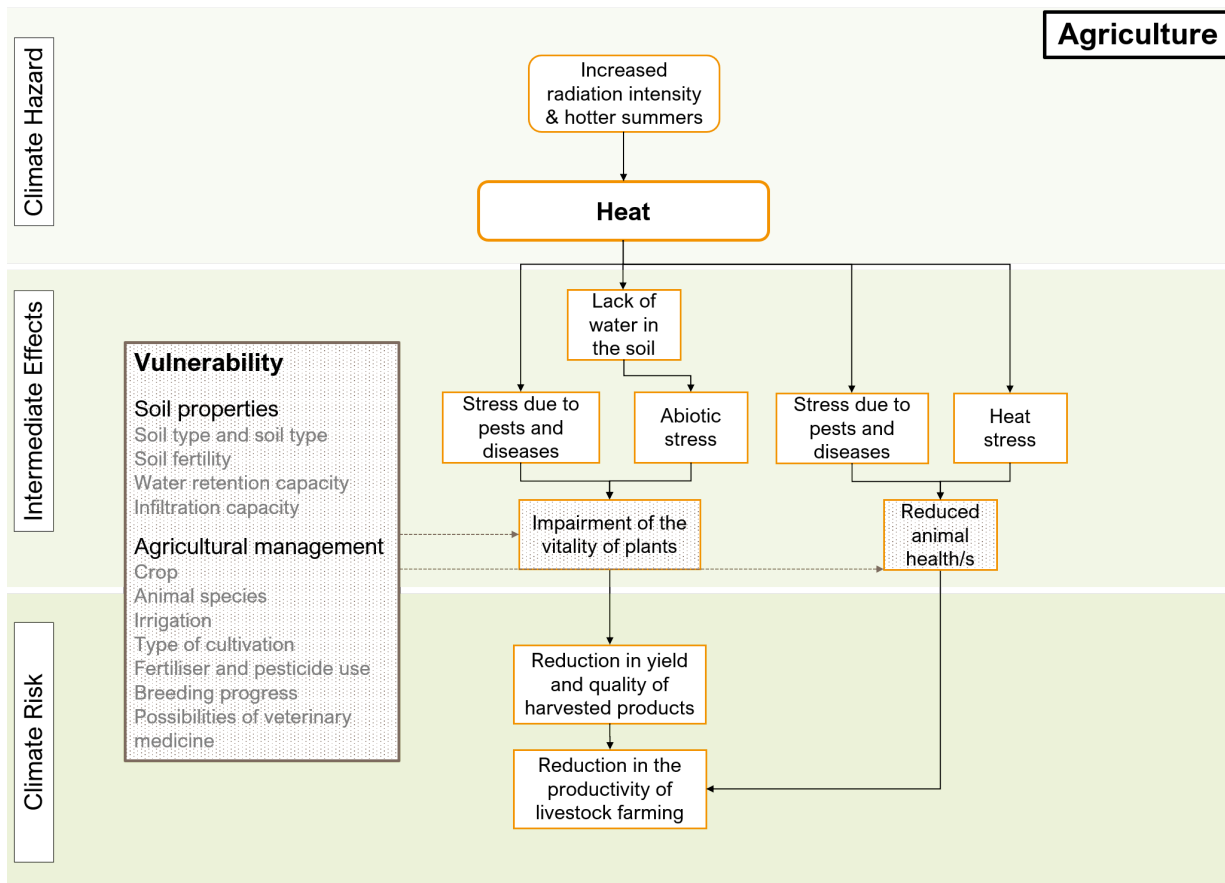 Agriculture
Climate Hazard
Increased
radiation intensity
& hotter summers
Heat
Intermediate Effects
Lack of
water in
the soil
Stress due to
pests and
diseases
Abiotic
stress
Stress due to
pests and
diseases
Heat
stress
Impairment of the
vitality of plants
Reduced
animal
health/s
Vulnerability
Soil properties
Soil type and soil type
Soil fertility
Water retention capacity
Infiltration capacity
Agricultural management
Crop
Animal species
Irrigation
Type of cultivation
Fertiliser and pesticide use
Breeding progress
Possibilities of veterinary
medicine
Climate Risk
Reduction in yield
and quality of
harvested products
Reduction in the
productivity of
livestock farming